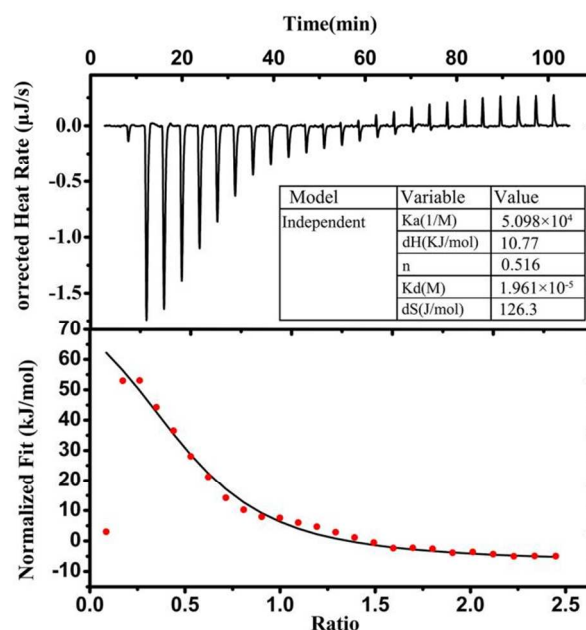 Time(min)
0 20 40 60 80 100
orrected Heat Rate (μJ/s)
0.0
-0.5
-1.0
-1.5
Model Variable Value
Independent Ka(1/M) 5.098×10⁴
dH(KJ/mol) 10.77
n 0.516
Kd(M) 1.961×10⁻⁵
dS(J/mol) 126.3
Normalized Fit (kJ/mol)
70
60
50
40
30
20
10
0
-10
0.0 0.5 1.0 1.5 2.0 2.5
Ratio